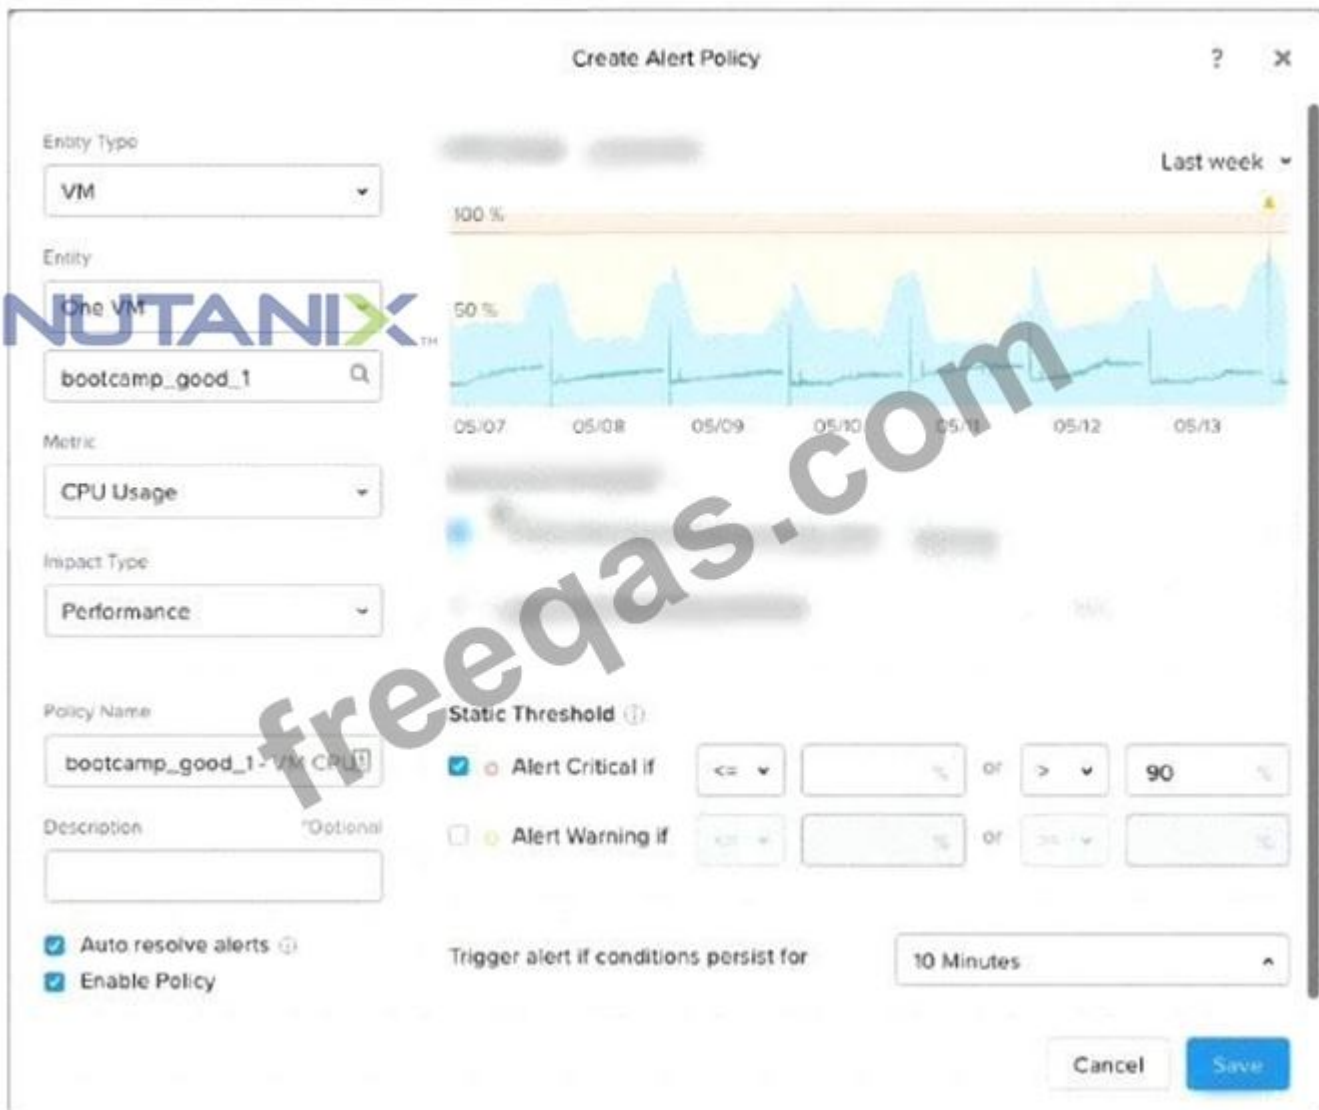 Create Alert Policy ?
Entity Type
VM
Entity
One VM
NUTANIX TM
bootcamp_good_1
Metric
CPU Usage
Impact Type
Performance
Policy Name
bootcamp_good_1 - VM CPU
Description *Optional
Auto resolve alerts
Enable Policy
Last week
100 %
50 %
05/07 05/08 05/09 05/10 05/11 05/12 05/13
Static Threshold
Alert Critical if <= % or > 90 %
Alert Warning if <= % or >= %
Trigger alert if conditions persist for 10 Minutes
Cancel Save
freeqas.com